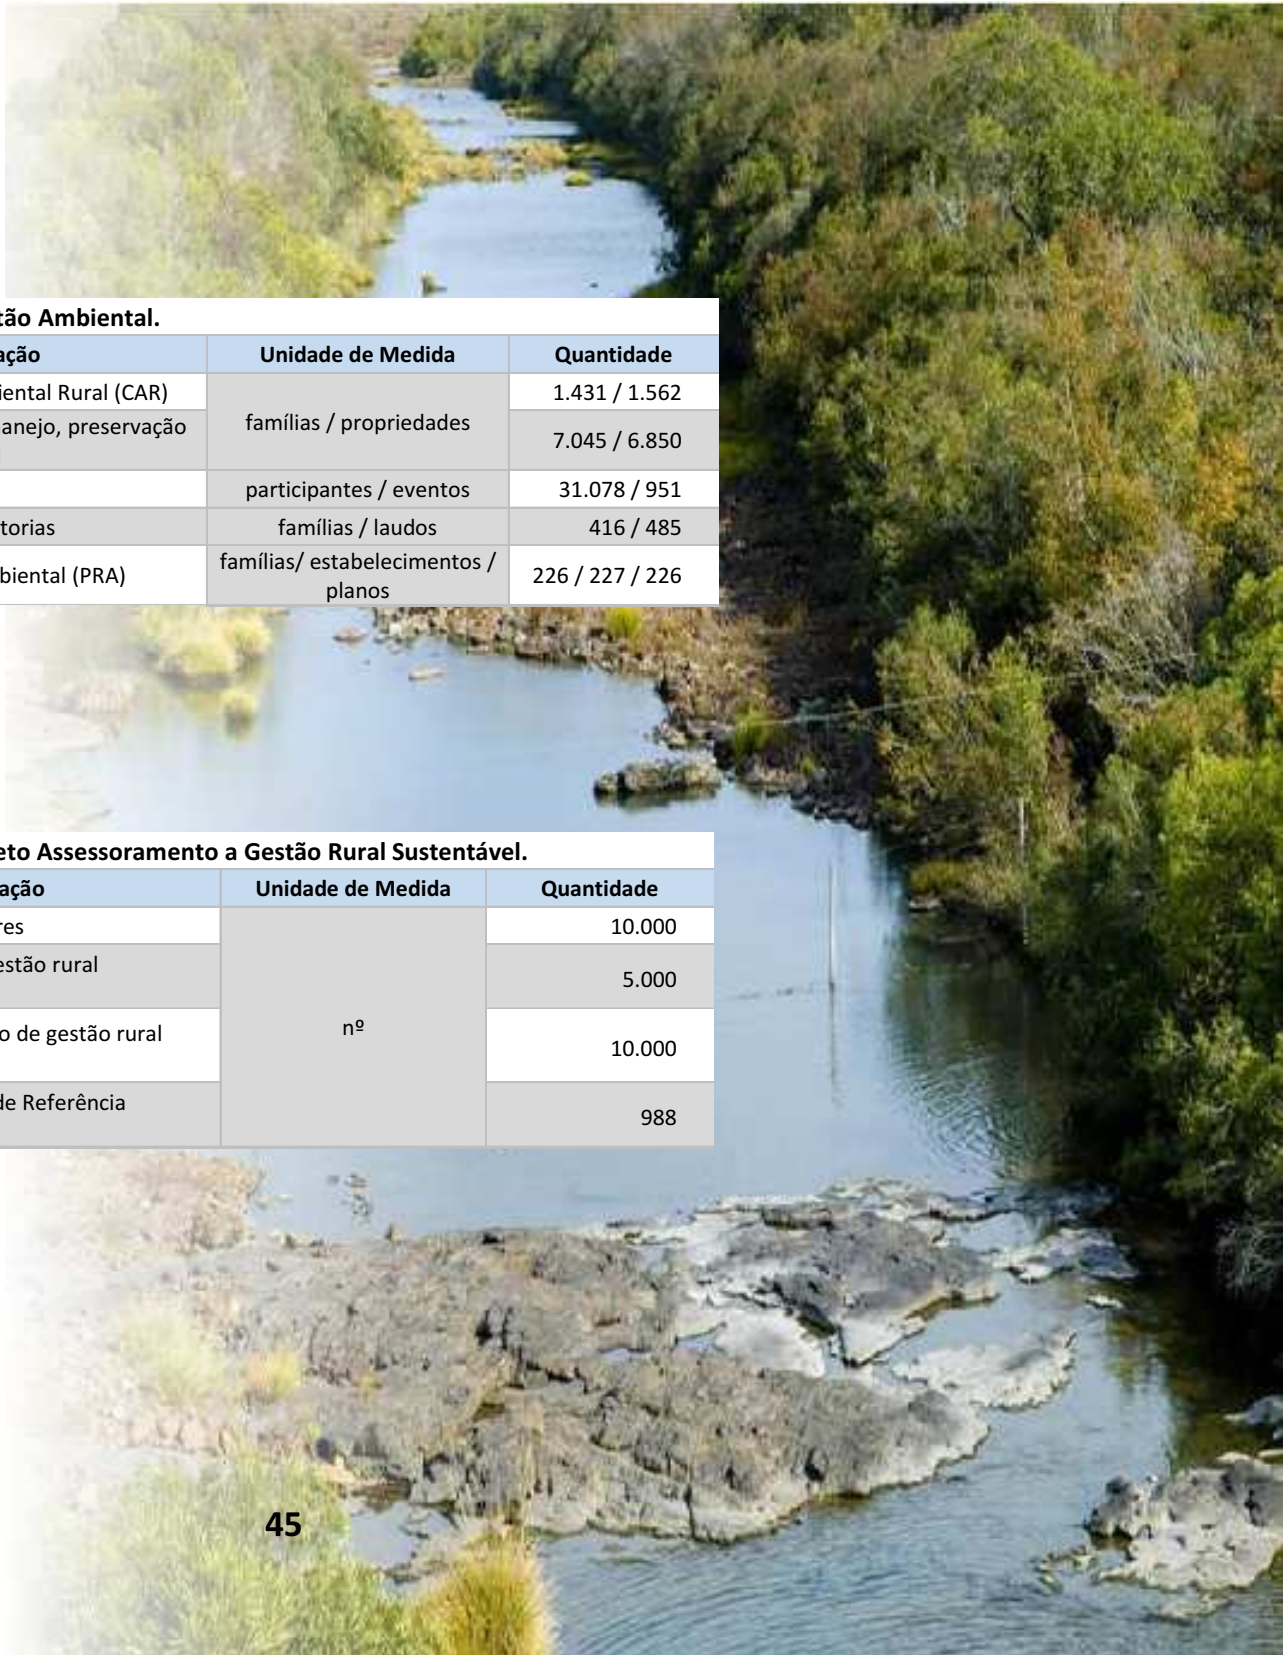 tão Ambiental.
ação Unidade de Medida Quantidade
iental Rural (CAR) famílias / propriedades 1.431 / 1.562
anejo, preservação 7.045 / 6.850
participantes / eventos 31.078 / 951
torias famílias / laudos 416 / 485
biental (PRA) famílias/ estabelecimentos / planos 226 / 227 / 226
eto Assessoramento a Gestão Rural Sustentável.
ação Unidade de Medida Quantidade
res nº 10.000
estão rural 5.000
o de gestão rural 10.000
de Referência 988
45